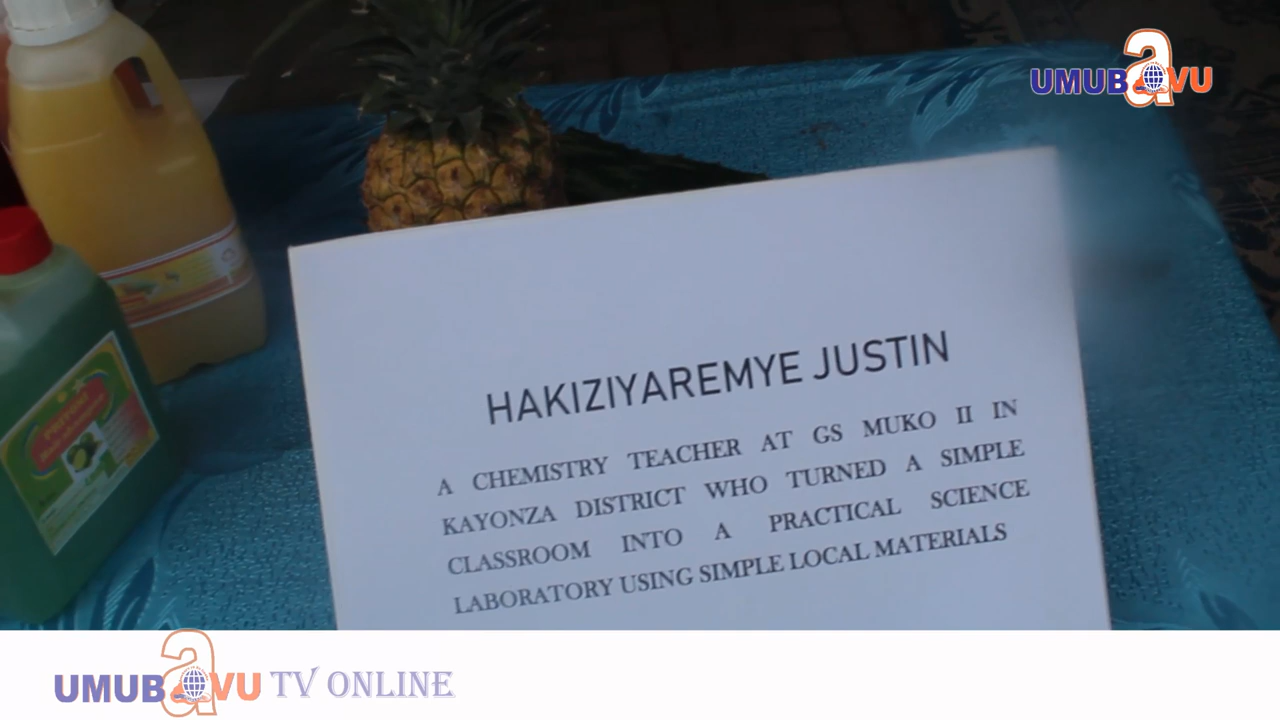 UMUBaVU
HAKIZIYAREMYE JUSTIN
A CHEMISTRY TEACHER AT GS MUKO II IN
KAYONZA DISTRICT WHO TURNED A SIMPLE
CLASSROOM INTO A PRACTICAL SCIENCE
LABORATORY USING SIMPLE LOCAL MATERIALS
UMUBaVU TV ONLINE